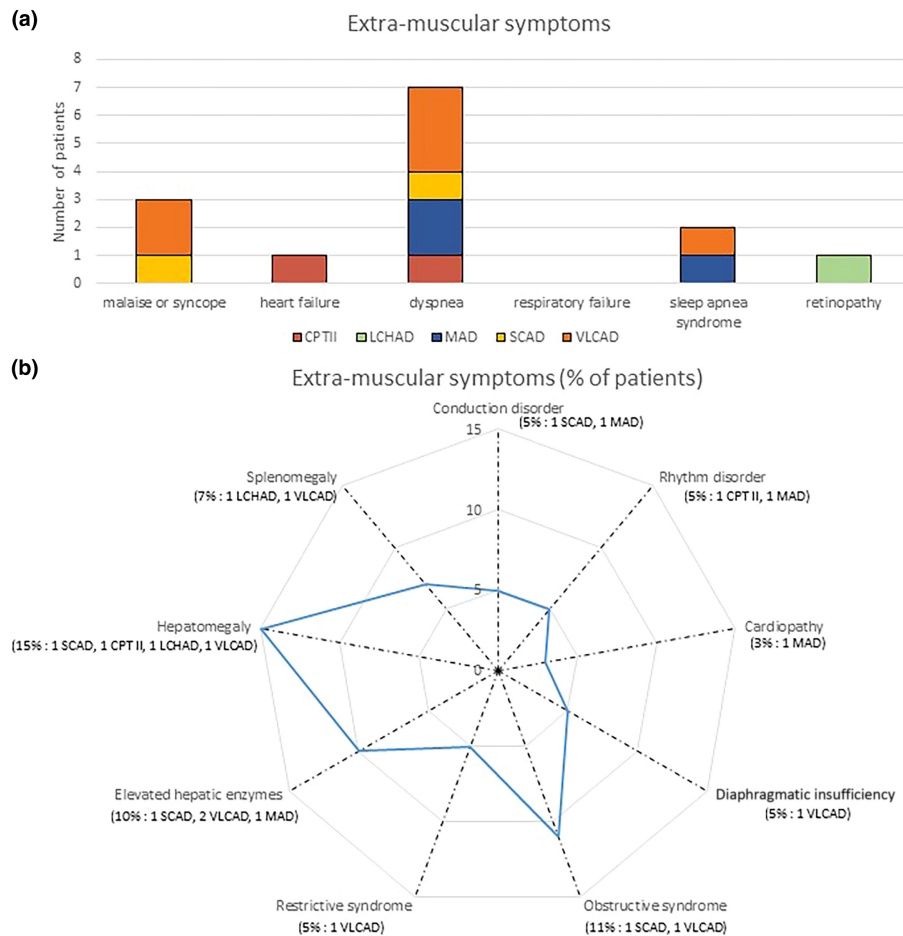 (a)
Extra-muscular symptoms
Number of patients
8
7
6
5
4
3
2
1
0
malaise or syncope
heart failure
dyspnea
respiratory failure
sleep apnea
syndrome
retinopathy
CPTII
LCHAD
MAD
SCAD
VLCAD
(b)
Extra-muscular symptoms (% of patients)
Conduction disorder
(5% : 1 SCAD, 1 MAD)
15
Splenomegaly
(7% : 1 LCHAD, 1 VLCAD)
Rhythm disorder
(5% : 1 CPT II, 1 MAD)
10
5
Hepatomegaly
(15% : 1 SCAD, 1 CPT II, 1 LCHAD, 1 VLCAD)
Cardiopathy
(3% : 1 MAD)
0
Elevated hepatic enzymes
(10% : 1 SCAD, 2 VLCAD, 1 MAD)
Diaphragmatic insufficiency
(5% : 1 VLCAD)
Restrictive syndrome
(5% : 1 VLCAD)
Obstructive syndrome
(11% : 1 SCAD, 1 VLCAD)